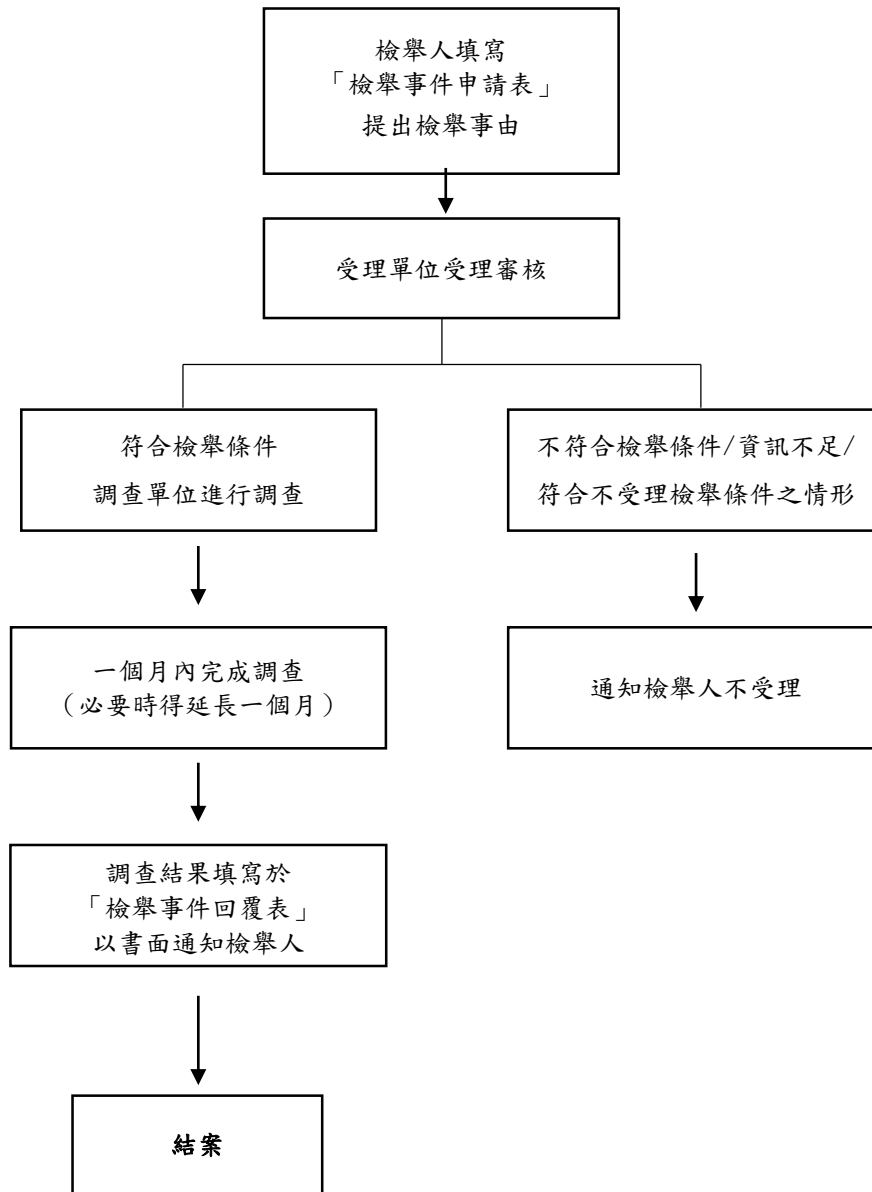 檢舉人填寫
「檢舉事件申請表」
提出檢舉事由
受理單位受理審核
符合檢舉條件
調查單位進行調查
不符合檢舉條件/資訊不足/
符合不受理檢舉條件之情形
一個月內完成調查
（必要時得延長一個月）
通知檢舉人不受理
調查結果填寫於
「檢舉事件回覆表」
以書面通知檢舉人
結案